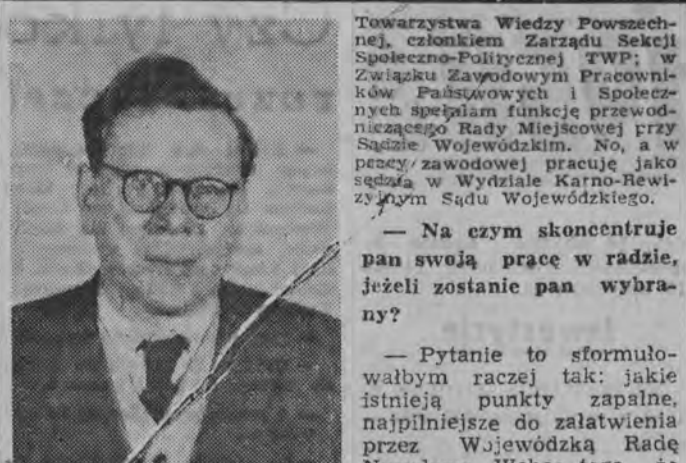 Towarzystwa Wiedzy Powszech-
nej, członkiem Zarządu Sekcji
Społeczno-Politycznej TWP; w
Związku Zawodowym Pracowni-
ków Państwowych i Społecz-
nych spełniam funkcję przewod-
niczącego Rady Miejscowej przy
Sądzie Wojewódzkim. No, a w
pracy zawodowej pracuję jako
sędzia w Wydziale Karno-Rewi-
zyjnym Sądu Wojewódzkiego.
— Na czym skoncentruje
pan swoją pracę w radzie,
jeżeli zostanie pan wybra-
ny?
— Pytanie to sformuło-
wałbym raczej tak: jakie
istnieją punkty zapalne,
najpilniejsze do załatwienia
przez Wojewódzką Radę